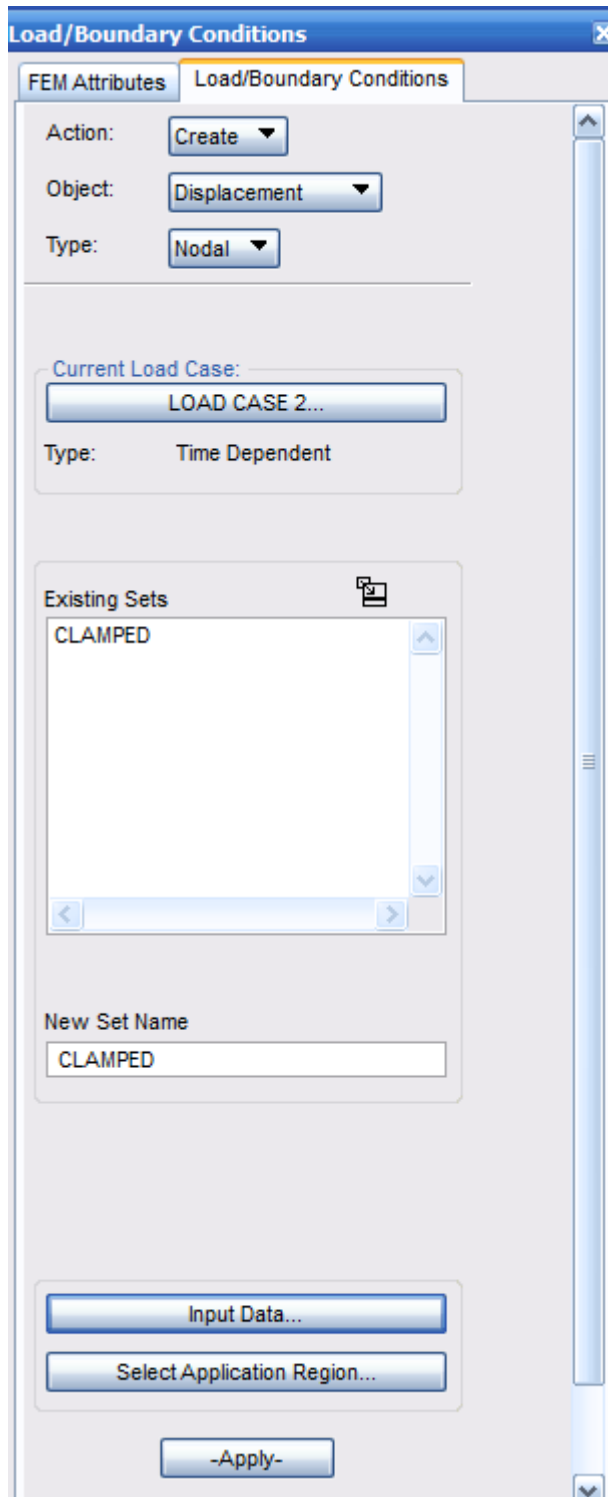 Load/Boundary Conditions
FEM Attributes
Load/Boundary Conditions
Action: Create
Object: Displacement
Type: Nodal
Current Load Case:
LOAD CASE 2...
Type: Time Dependent
Existing Sets
CLAMPED
New Set Name
CLAMPED
Input Data...
Select Application Region...
-Apply-